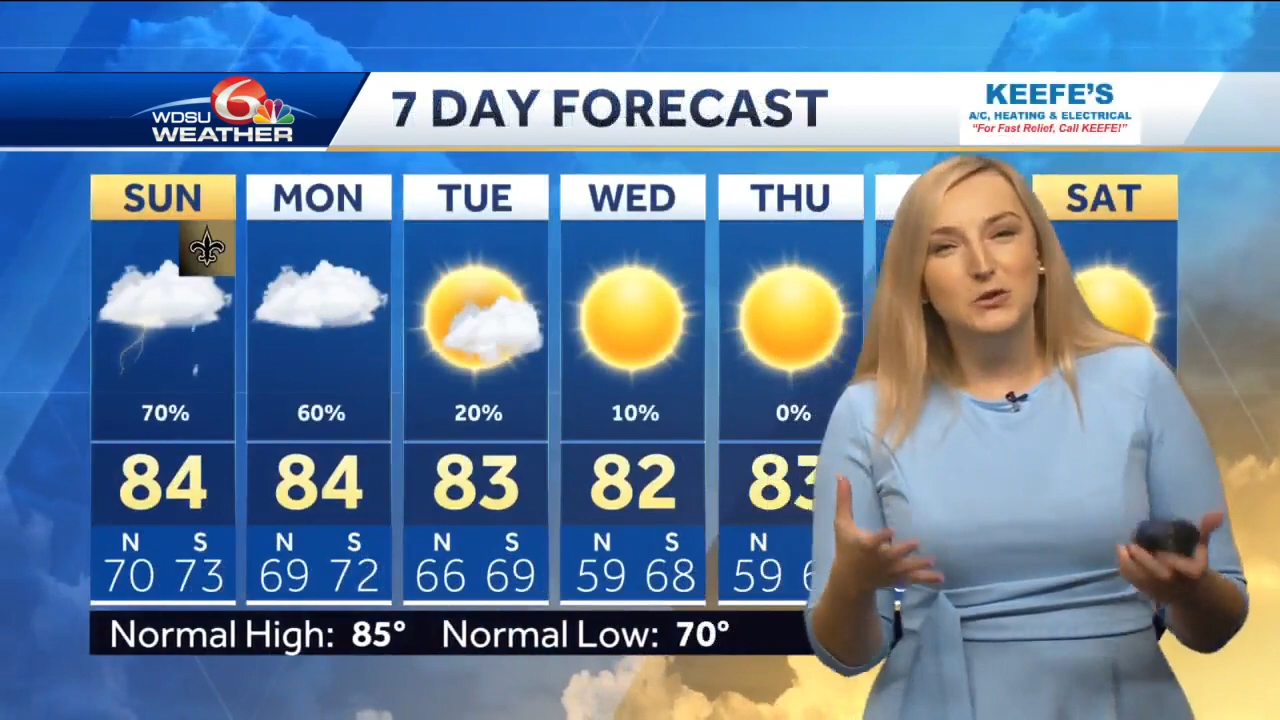 WDSU 6
WEATHER
7 DAY FORECAST
KEEFE'S
A/C, HEATING & ELECTRICAL
"For Fast Relief, Call KEEFE!"
SUN MON TUE WED THU SAT
70% 60% 20% 10% 0%
84 84 83 82 83
N S N S N S N S N
70 73 69 72 66 69 59 68 59
Normal High: 85° Normal Low: 70°